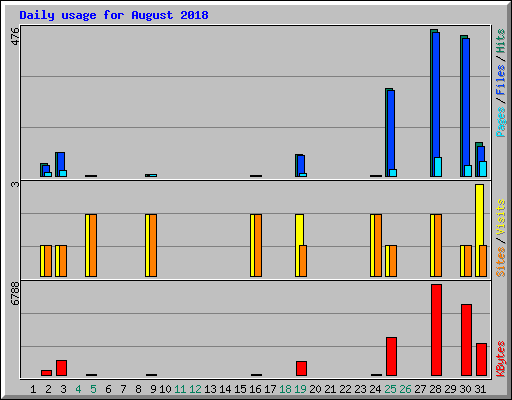 Daily usage for August 2018
476
Pages / Files / Hits
3
Sites / Visits
6788
KBytes
1 2 3 4 5 6 7 8 9 10 11 12 13 14 15 16 17 18 19 20 21 22 23 24 25 26 27 28 29 30 31